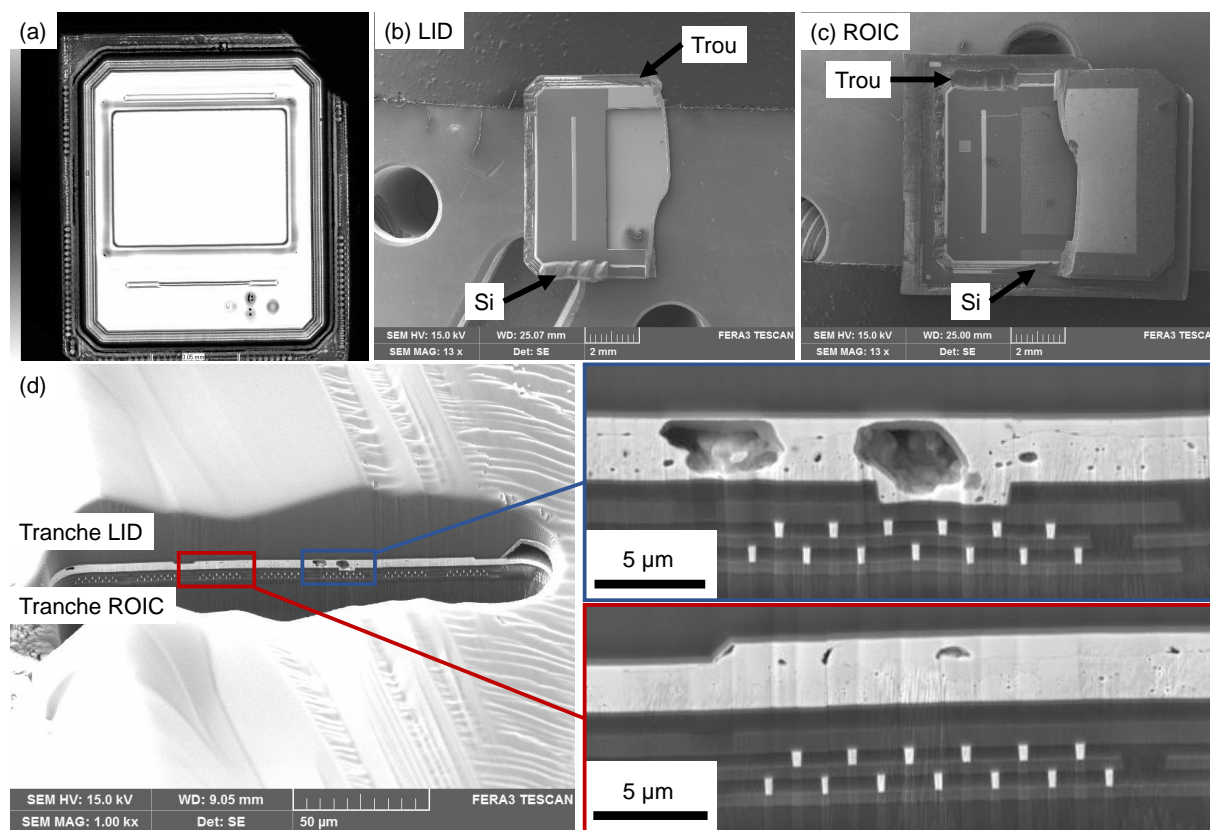 (a)
0.05 mm
(b) LID
Trou
Si
SEM HV: 15.0 kV
WD: 25.07 mm
SEM MAG: 13 x
Det: SE
2 mm
FERA3 TESCAN
(c) ROIC
Trou
Si
SEM HV: 15.0 kV
WD: 25.00 mm
SEM MAG: 13 x
Det: SE
2 mm
FERA3 TESCAN
(d)
Tranche LID
Tranche ROIC
SEM HV: 15.0 kV
WD: 9.05 mm
SEM MAG: 1.00 kx
Det: SE
50 µm
FERA3 TESCAN
5 µm
5 µm